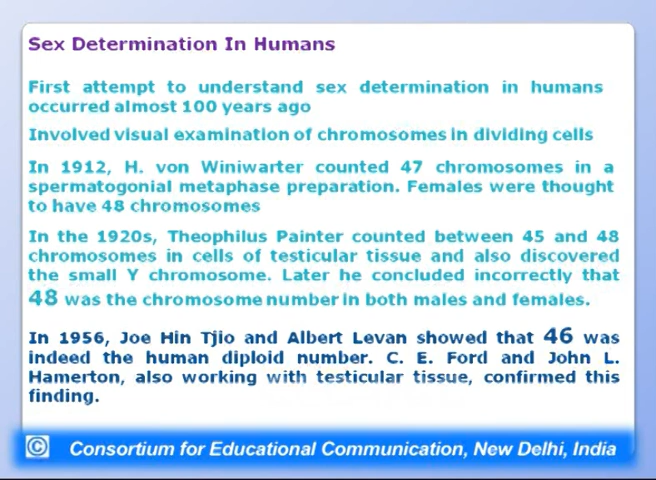 Sex Determination In Humans
First attempt to understand sex determination in humans
occurred almost 100 years ago
Involved visual examination of chromosomes in dividing cells
In 1912, H. von Winiwarter counted 47 chromosomes in a
spermatogonial metaphase preparation. Females were thought
to have 48 chromosomes
In the 1920s, Theophilus Painter counted between 45 and 48
chromosomes in cells of testicular tissue and also discovered
the small Y chromosome. Later he concluded incorrectly that
48 was the chromosome number in both males and females.
In 1956, Joe Hin Tjio and Albert Levan showed that 46 was
indeed the human diploid number. C. E. Ford and John L.
Hamerton, also working with testicular tissue, confirmed this
finding.
© Consortium for Educational Communication, New Delhi, India